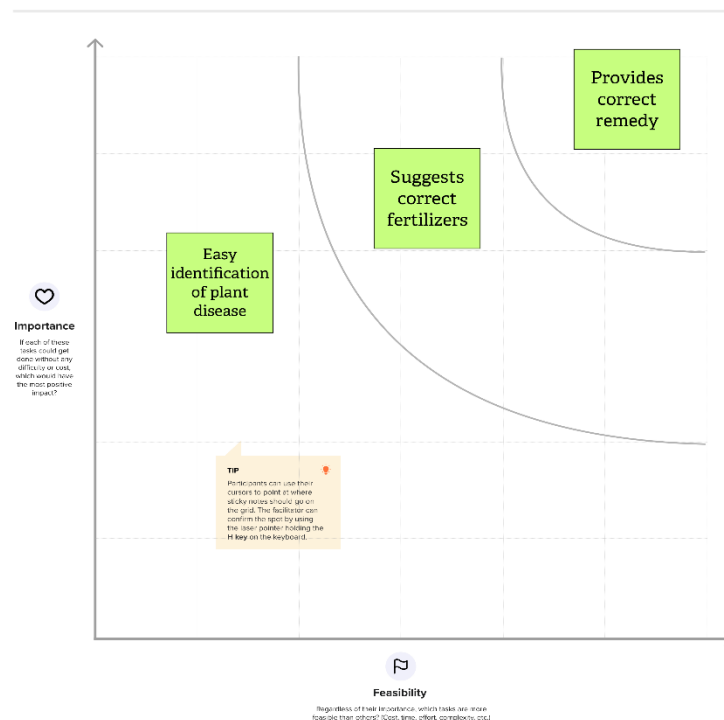 Provides
correct
remedy
Suggests
correct
fertilizers
Easy
identification
of plant
disease
Importance
If each of these
tasks could get
done without any
difficulty or cost,
which would have
the most positive
impact?
TIP
Participants can use their
cursors to point at where
sticky notes should go on
the grid. The facilitator can
confirm the spot by using
the laser pointer holding the
H key on the keyboard.
Feasibility
Regardless of their importance, which tasks are more
feasible than others? (Cost, time, effort, complexity, etc.)